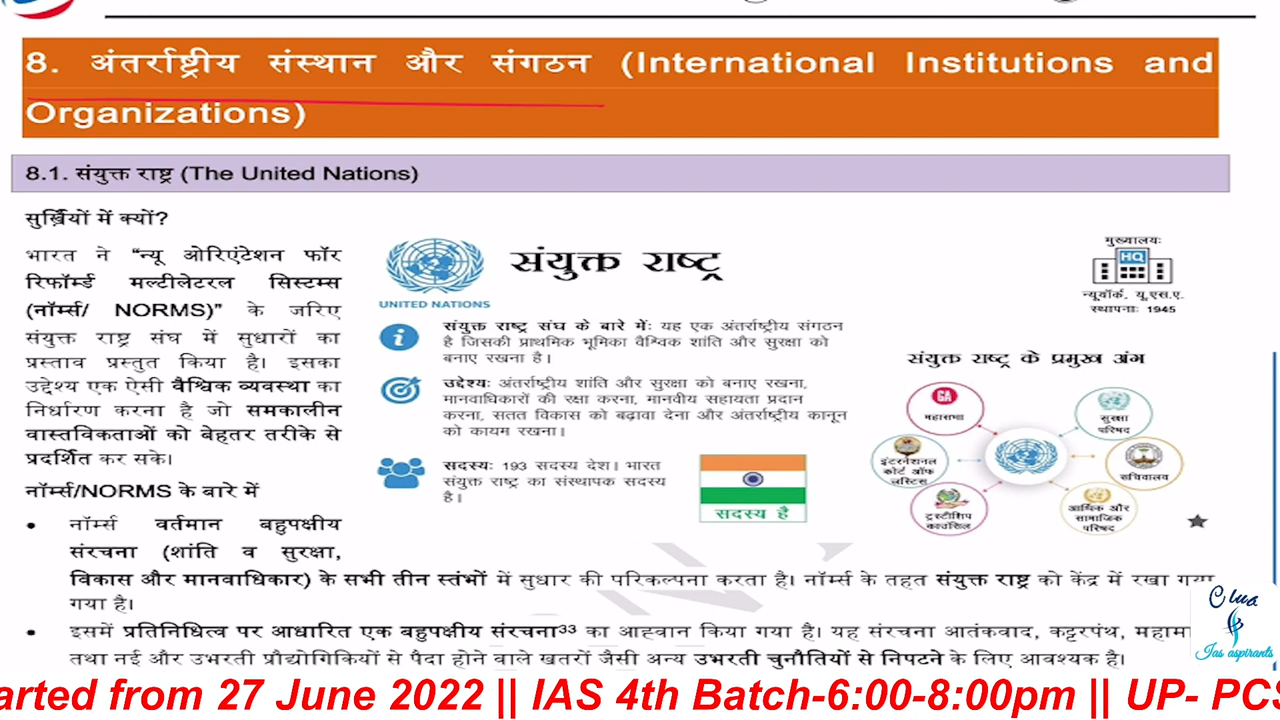 8. अंतर्राष्ट्रीय संस्थान और संगठन (International Institutions and
Organizations)
8.1. संयुक्त राष्ट्र (The United Nations)
सुर्ख़ियों में क्यों?
भारत ने “न्यू ओरिएंटेशन फॉर
रिफॉर्म्ड मल्टीलेटरल सिस्टम्स
(नॉर्म्स/ NORMS)” के जरिए
संयुक्त राष्ट्र संघ में सुधारों का
प्रस्ताव प्रस्तुत किया है। इसका
उद्देश्य एक ऐसी वैश्विक व्यवस्था का
निर्धारण करना है जो समकालीन
वास्तविकताओं को बेहतर तरीके से
प्रदर्शित कर सके।
नॉर्म्स/NORMS के बारे में
• नॉर्म्स वर्तमान बहुपक्षीय
संरचना (शांति व सुरक्षा,
विकास और मानवाधिकार) के सभी तीन स्तंभों में सुधार की परिकल्पना करता है। नॉर्म्स के तहत संयुक्त राष्ट्र को केंद्र में रखा गया
गया है।
• इसमें प्रतिनिधित्व पर आधारित एक बहुपक्षीय संरचना³³ का आह्वान किया गया है। यह संरचना आतंकवाद, कट्टरपंथ, महामा
तथा नई और उभरती प्रौद्योगिकियों से पैदा होने वाले खतरों जैसी अन्य उभरती चुनौतियों से निपटने के लिए आवश्यक है।
UNITED NATIONS
संयुक्त राष्ट्र
मुख्यालयः
HQ
न्यूयॉर्क, यू.एस.ए.
स्थापनाः 1945
संयुक्त राष्ट्र संघ के बारे मेंः यह एक अंतर्राष्ट्रीय संगठन
है जिसकी प्राथमिक भूमिका वैश्विक शांति और सुरक्षा को
बनाए रखना है।
उद्देश्यः अंतर्राष्ट्रीय शांति और सुरक्षा को बनाए रखना,
मानवाधिकारों की रक्षा करना, मानवीय सहायता प्रदान
करना, सतत विकास को बढ़ावा देना और अंतर्राष्ट्रीय कानून
को कायम रखना।
सदस्यः 193 सदस्य देश। भारत
संयुक्त राष्ट्र का संस्थापक सदस्य
है।
सदस्य है
संयुक्त राष्ट्र के प्रमुख अंग
GA
महासभा
सुरक्षा
परिषद
इंटरनेशनल
कोर्ट ऑफ
जस्टिस
सचिवालय
ट्रस्टीशिप
काउंसिल
आर्थिक और
सामाजिक
परिषद
Clue
Ias aspirants
arted from 27 June 2022 || IAS 4th Batch-6:00-8:00pm || UP- PCS